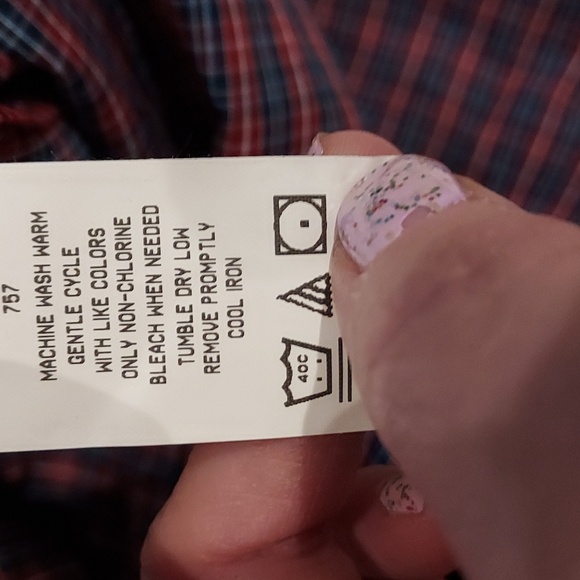 757
MACHINE WASH WARM
GENTLE CYCLE
WITH LIKE COLORS
ONLY NON-CHLORINE
BLEACH WHEN NEEDED
TUMBLE DRY LOW
REMOVE PROMPTLY
COOL IRON
40C